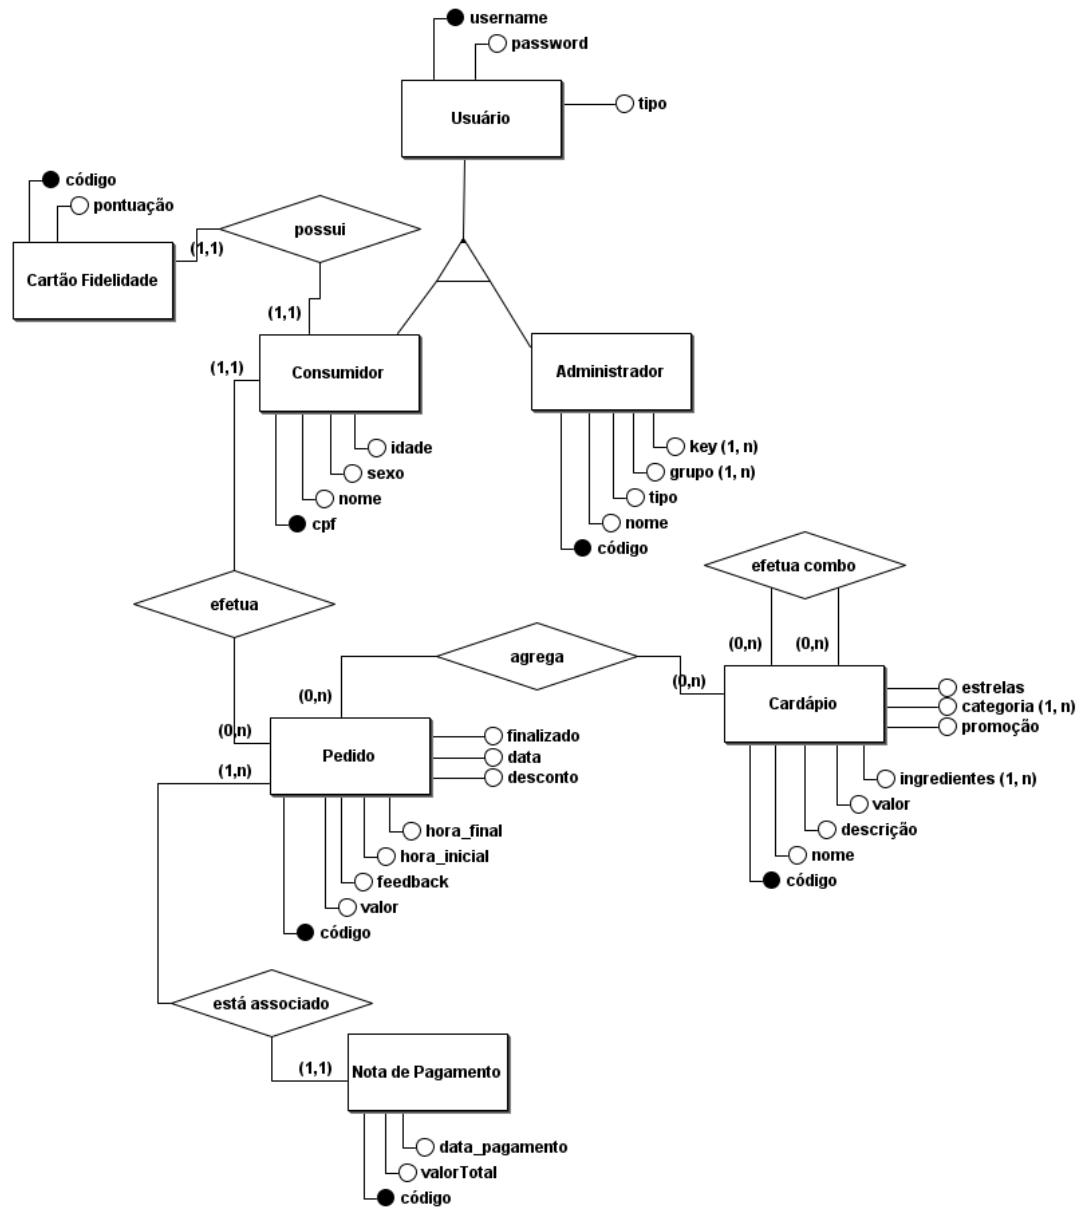 username
password
tipo
Usuário
código
pontuação
(1,1)
possui
Cartão Fidelidade
(1,1)
(1,1)
Consumidor
Administrador
idade
sexo
nome
cpf
key (1, n)
grupo (1, n)
tipo
nome
código
efetua combo
efetua
agrega
(0,n)
(0,n)
(0,n)
(0,n)
(0,n)
Cardápio
estrelas
categoria (1, n)
promoção
Pedido
(1,n)
finalizado
data
desconto
ingredientes (1, n)
valor
descrição
nome
código
hora_final
hora_inicial
feedback
valor
código
está associado
(1,1)
Nota de Pagamento
data_pagamento
valorTotal
código